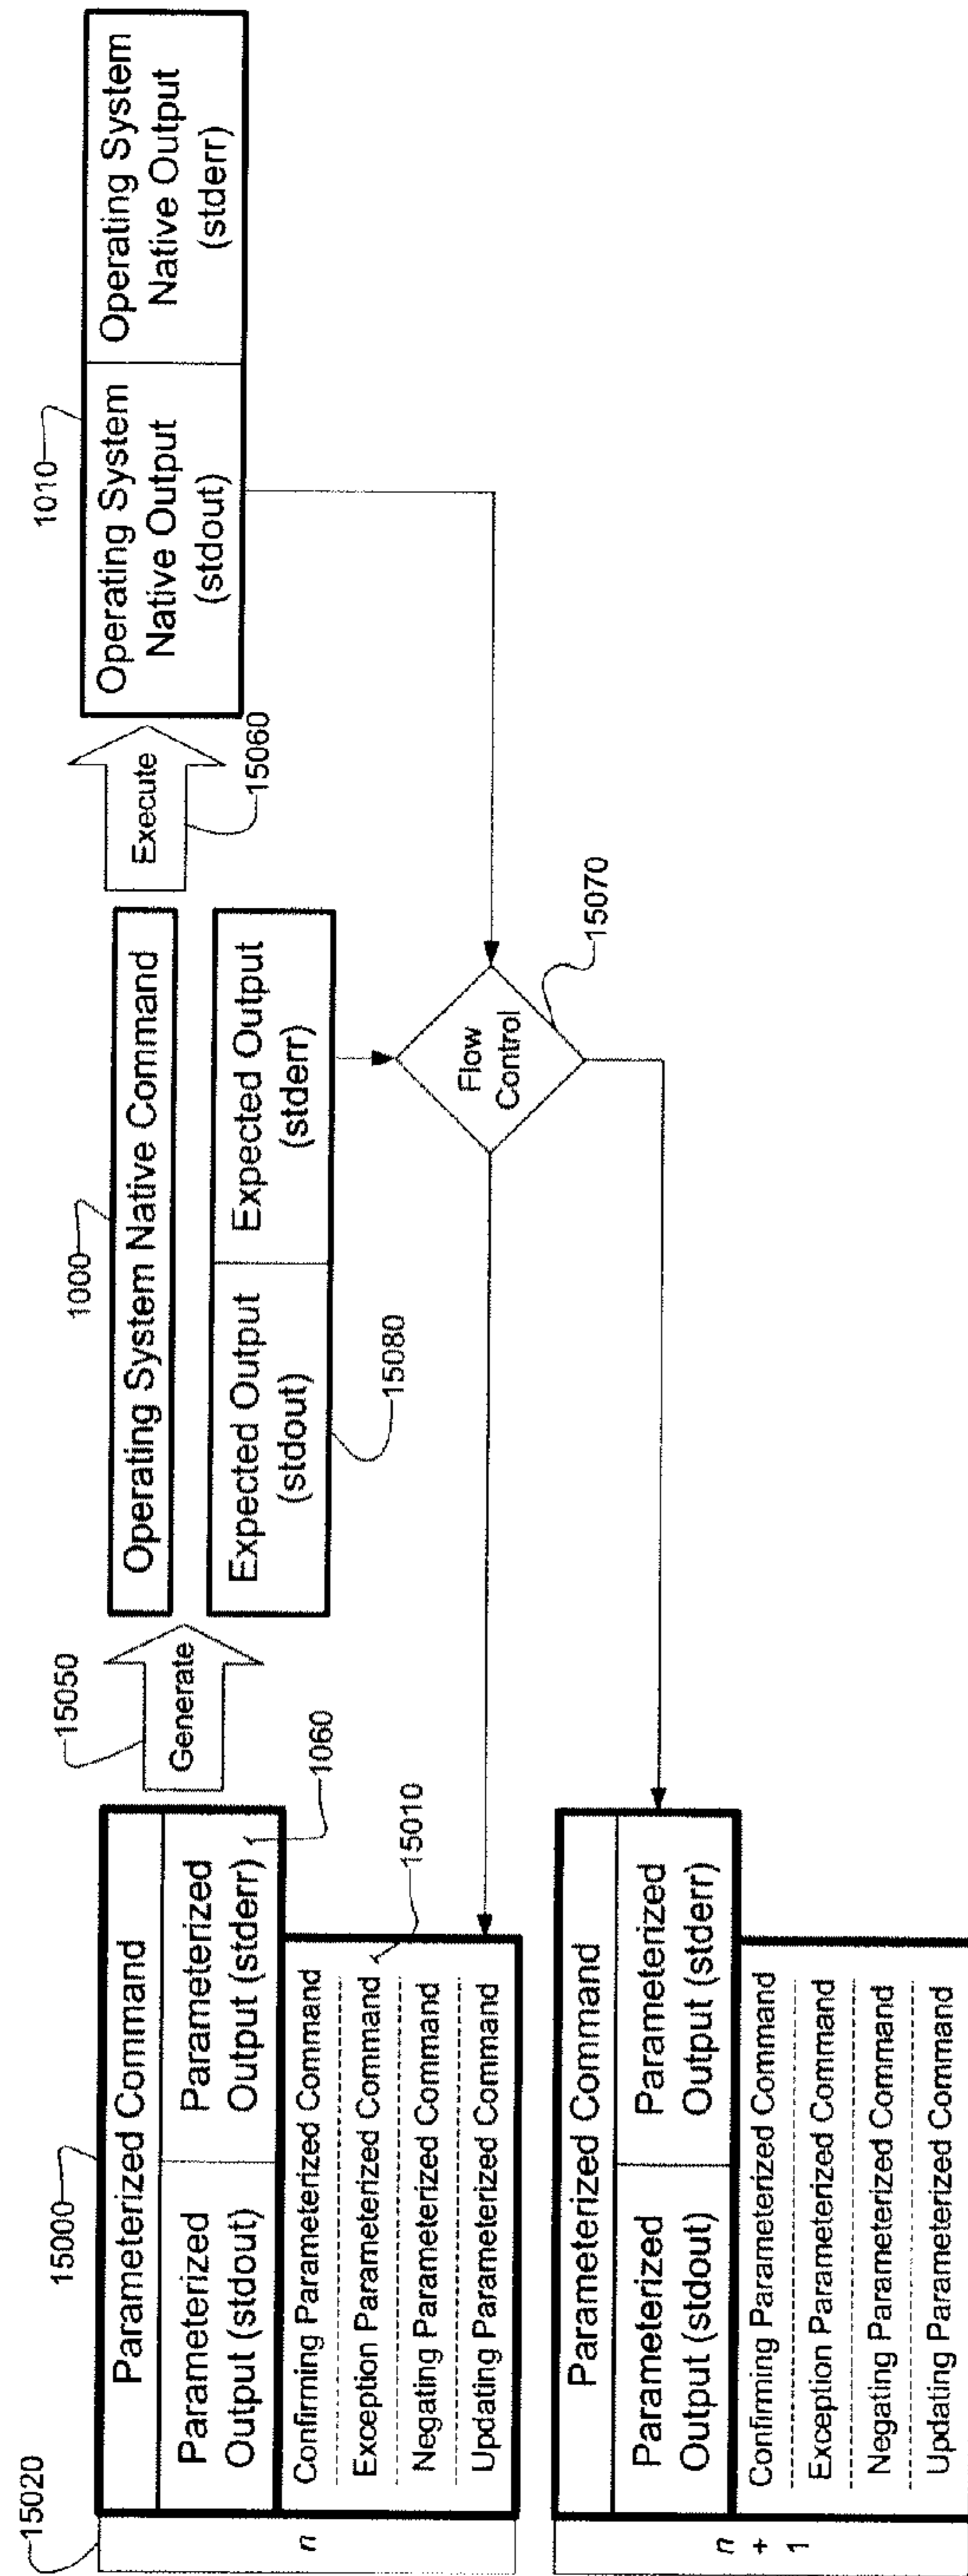 15020
n
15000
Parameterized Command
Parameterized
Output (stdout)
Parameterized
Output (stderr)
1060
Confirming Parameterized Command
Exception Parameterized Command
Negating Parameterized Command
Updating Parameterized Command
15010
15050
Generate
1000
Operating System Native Command
Expected Output
(stdout)
Expected Output
(stderr)
15080
Execute
15060
1010
Operating System
Native Output
(stdout)
Operating System
Native Output
(stderr)
Flow
Control
15070
n
+
1
Parameterized Command
Parameterized
Output (stdout)
Parameterized
Output (stderr)
Confirming Parameterized Command
Exception Parameterized Command
Negating Parameterized Command
Updating Parameterized Command